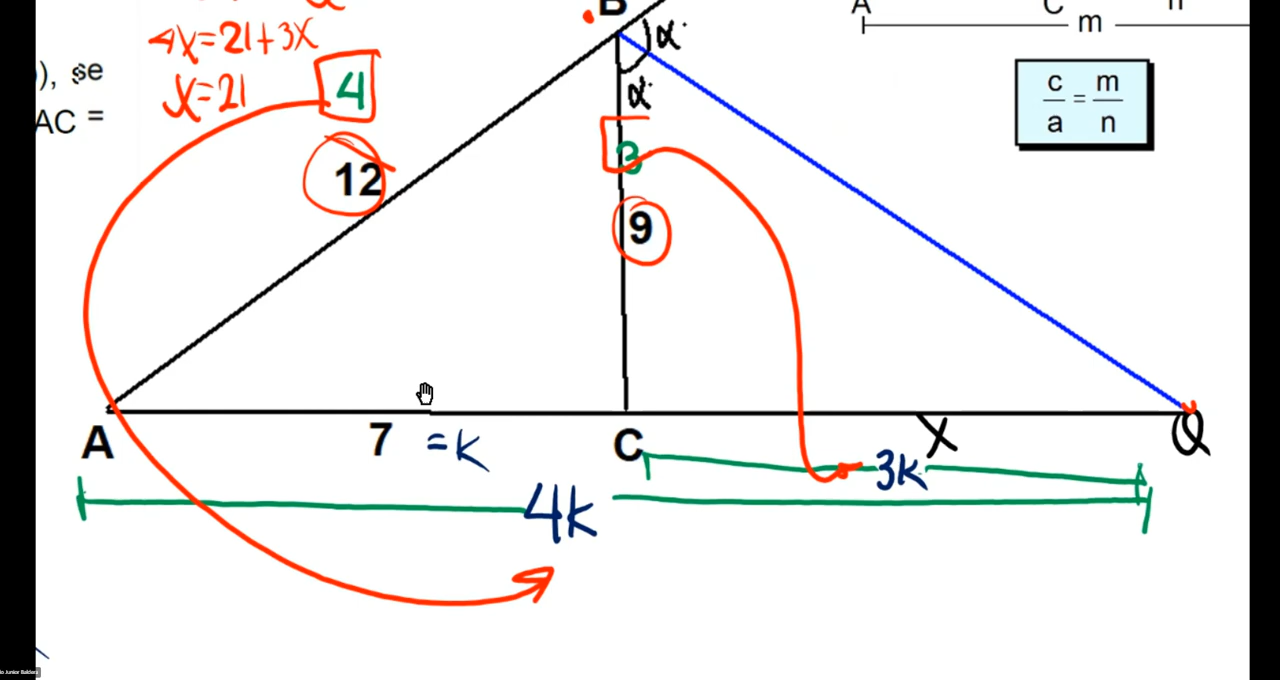 B
A
C
n
m
α
4x=21+3x
), se
x=21
4
α
AC =
c/a = m/n
3
12
9
A
7 =k
C
x
Q
3k
4k